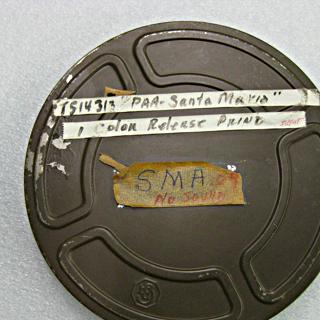 TS14313 "PAA-Santa Maria"
1 Color Release Print
SMA
No Sound